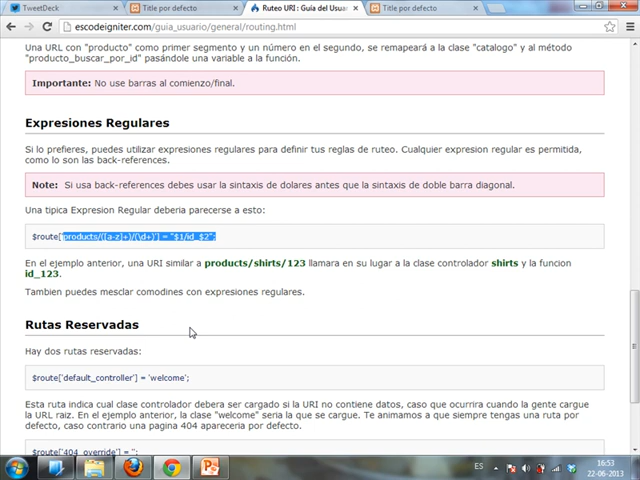 TweetDeck
Title por defecto
Ruteo URI : Guia del Usuar
Title por defecto
escodeigniter.com/guia_usuario/general/routing.html
Una URL con "producto" como primer segmento y un número en el segundo, se remapeará a la clase "catalogo" y al método
"producto_buscar_por_id" pasándole una variable a la función.
Importante: No use barras al comienzo/final.
Expresiones Regulares
Si lo prefieres, puedes utilizar expresiones regulares para definir tus reglas de ruteo. Cualquier expresion regular es permitida,
como lo son las back-references.
Note: Si usa back-references debes usar la sintaxis de dolares antes que la sintaxis de doble barra diagonal.
Una tipica Expresion Regular deberia parecerse a esto:
$route['products/([a-z]+)/(\d+)'] = "$1/id_$2";
En el ejemplo anterior, una URI similar a products/shirts/123 llamara en su lugar a la clase controlador shirts y la funcion
id_123.
Tambien puedes mesclar comodines con expresiones regulares.
Rutas Reservadas
Hay dos rutas reservadas:
$route['default_controller'] = 'welcome';
Esta ruta indica cual clase controlador debera ser cargado si la URI no contiene datos, caso que ocurrira cuando la gente cargue
la URL raiz. En el ejemplo anterior, la clase "welcome" seria la que se cargue. Te animamos a que siempre tengas una ruta por
defecto, caso contrario una pagina 404 apareceria por defecto.
$route['404_override'] = '';
ES
16:53
22-06-2013